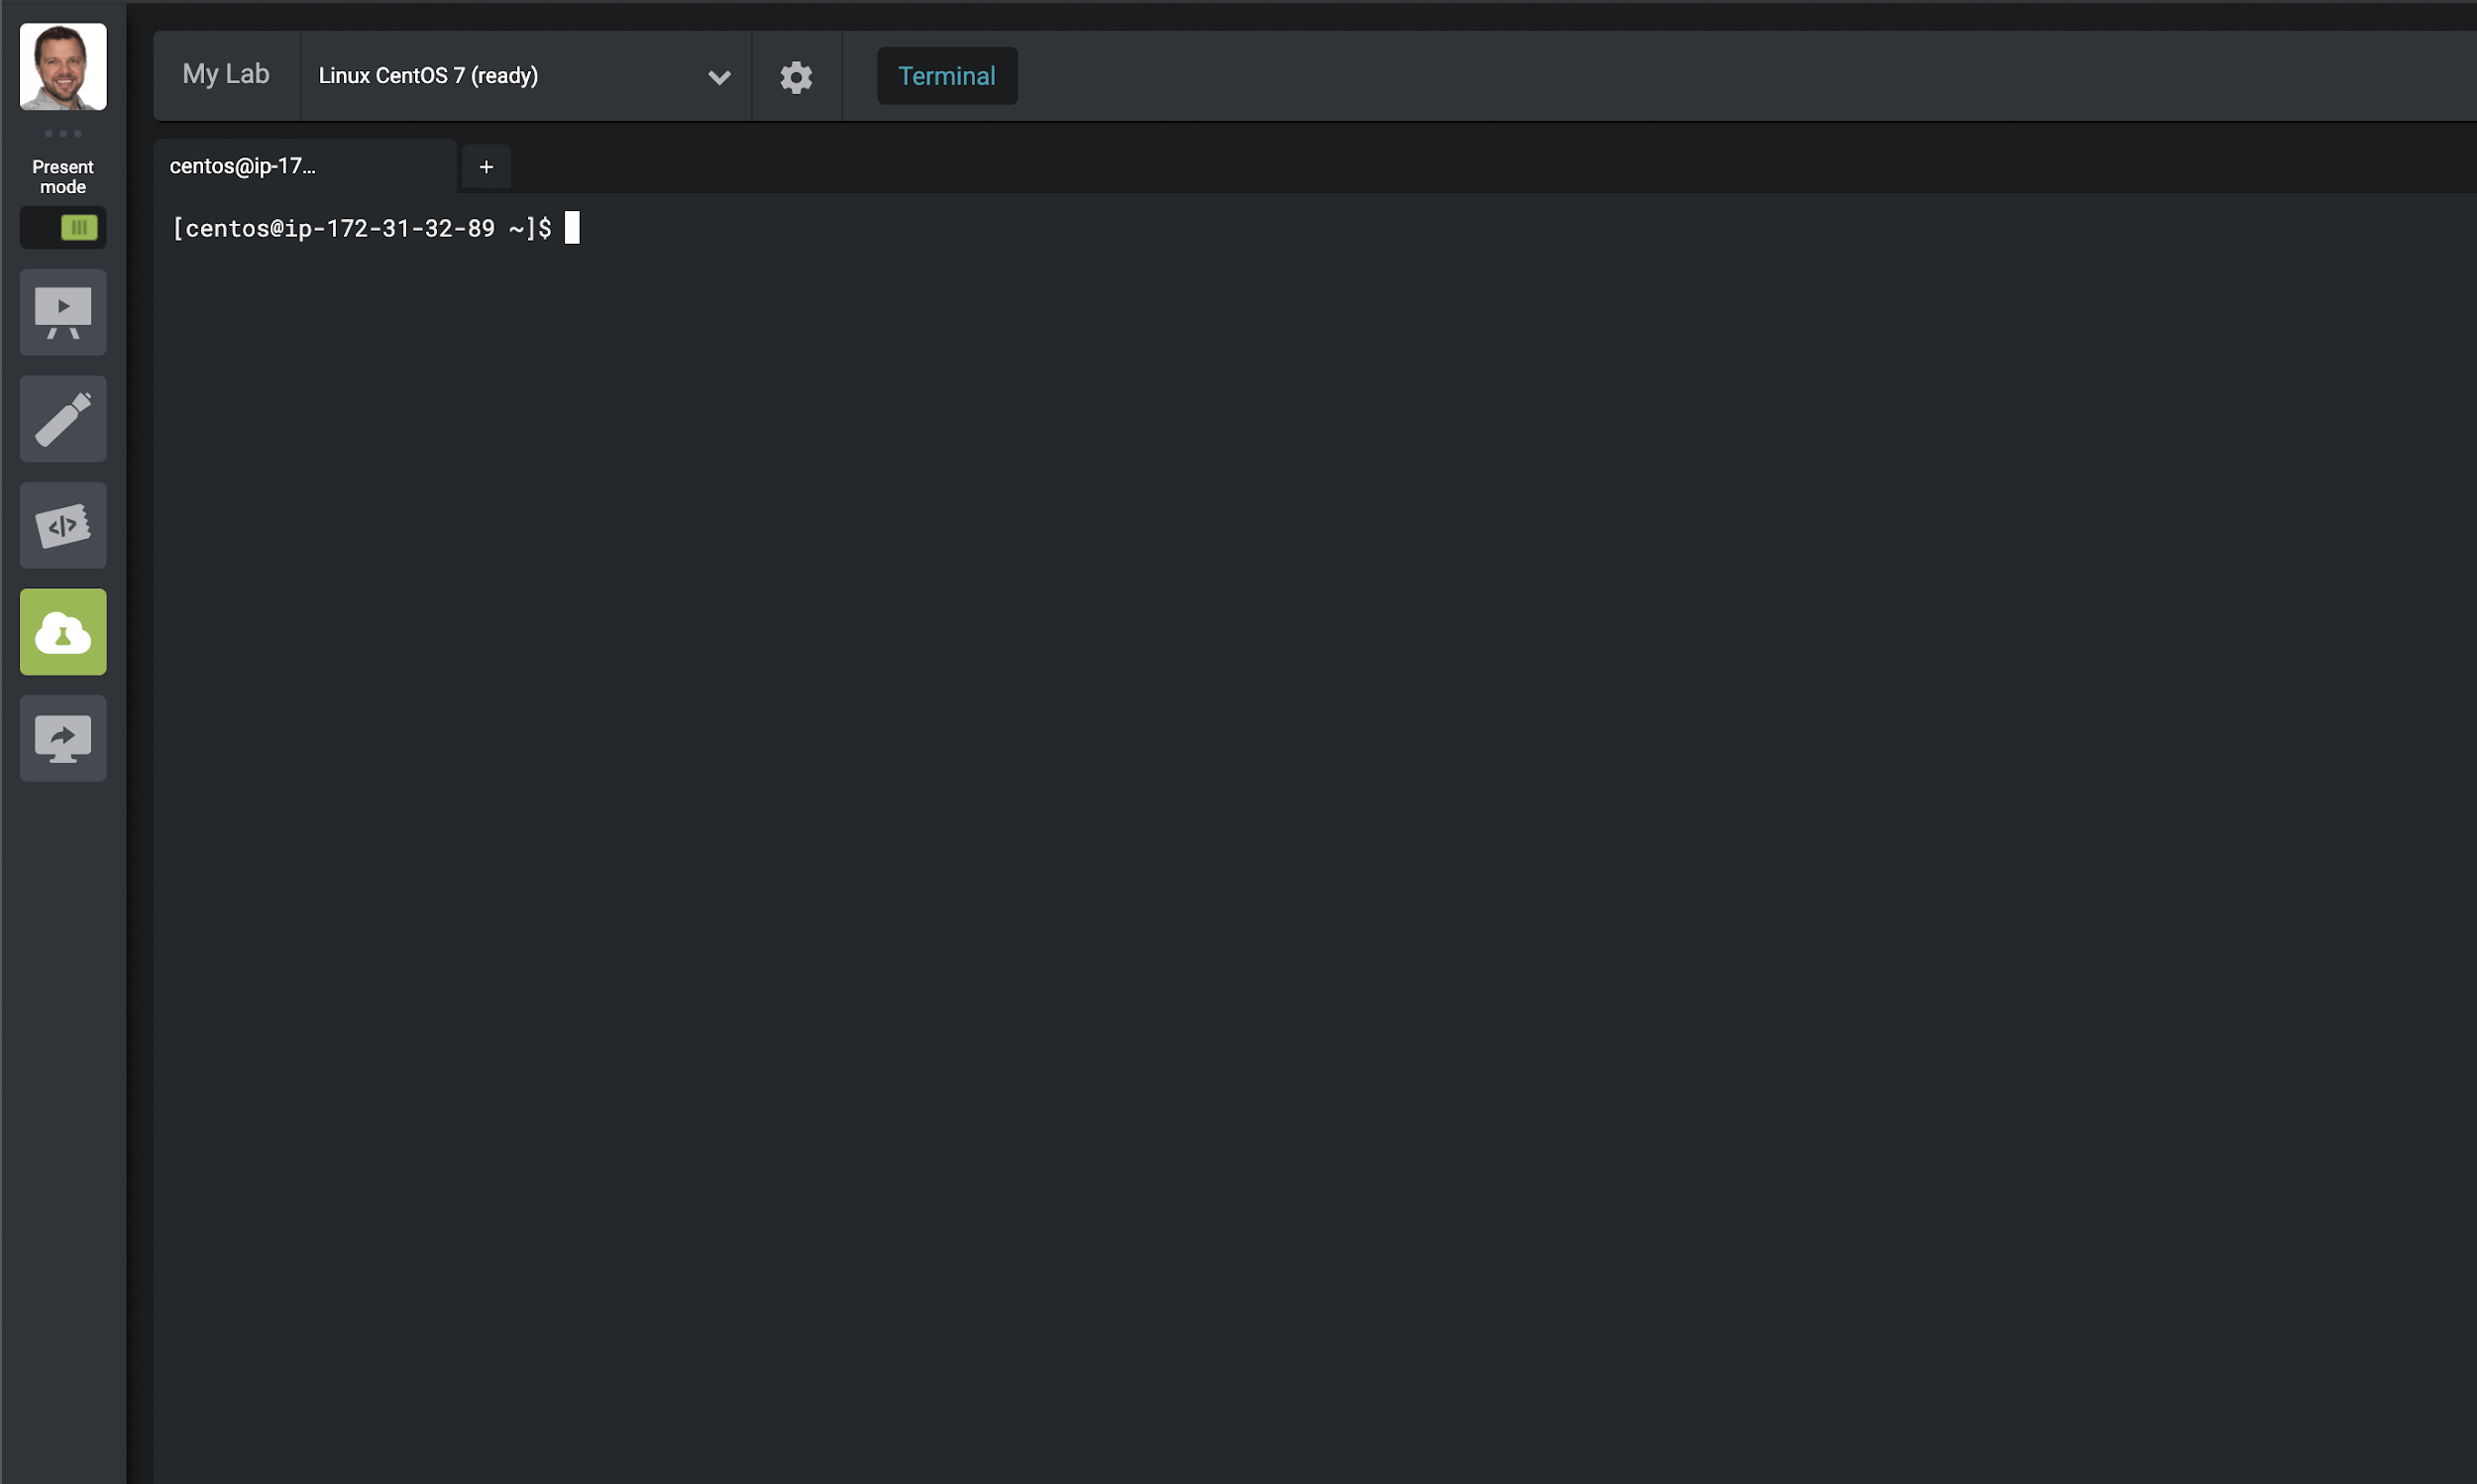 My Lab
Linux CentOS 7 (ready)
Terminal
Present
mode
centos@ip-17...
+
[centos@ip-172-31-32-89 ~]$
</>